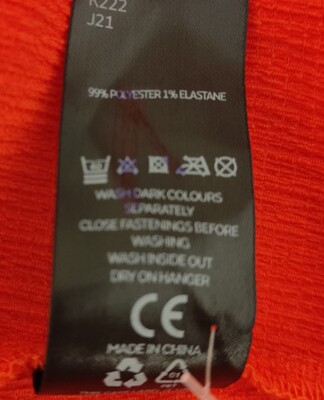 R222
J21
99% POLYESTER 1% ELASTANE
WASH DARK COLOURS
SEPARATELY
CLOSE FASTENINGS BEFORE
WASHING
WASH INSIDE OUT
DRY ON HANGER
CE
MADE IN CHINA